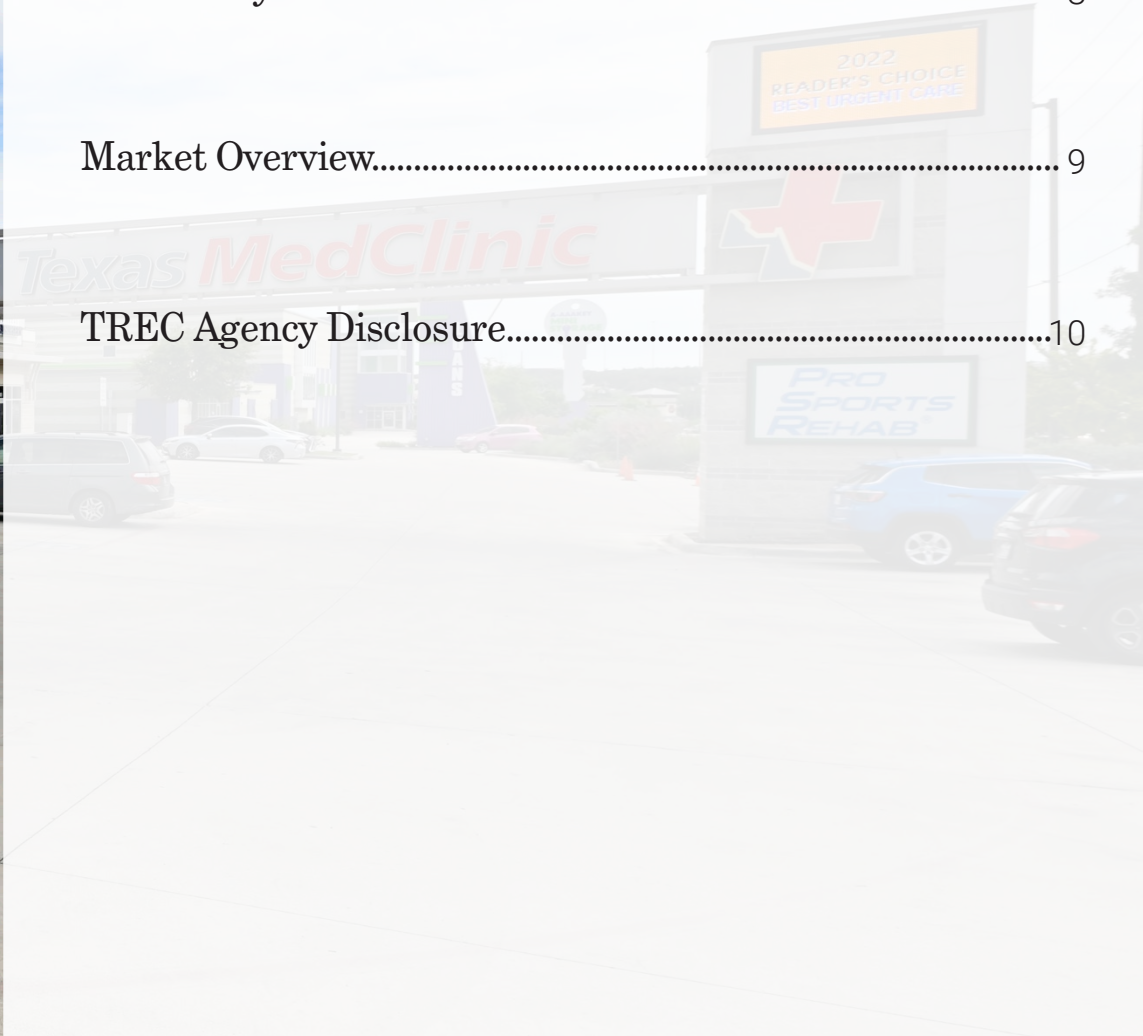 Market Overview.................................................................................... 9
TREC Agency Disclosure..................................................................10
2022
READER'S CHOICE
BEST URGENT CARE
Texas MedClinic
PRO
SPORTS
REHAB